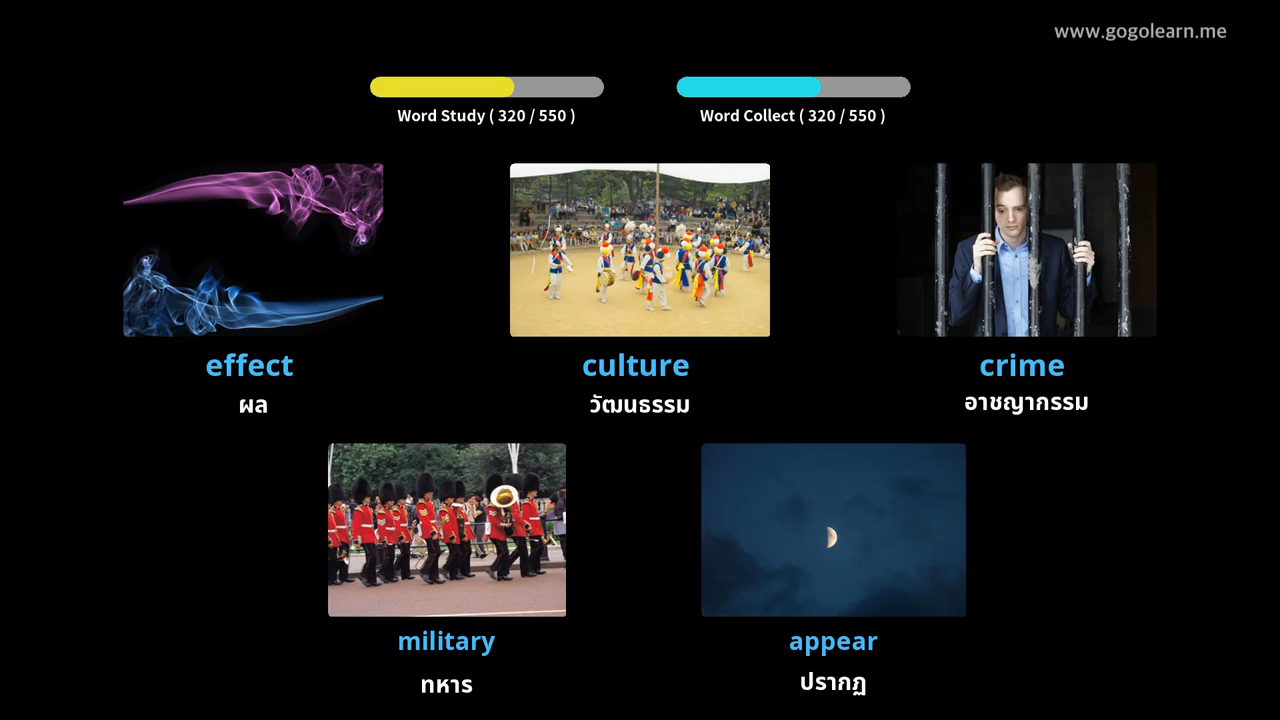 www.gogolearn.me
Word Study ( 320 / 550 )
Word Collect ( 320 / 550 )
effect
ผล
culture
วัฒนธรรม
crime
อาชญากรรม
military
ทหาร
appear
ปรากฏ